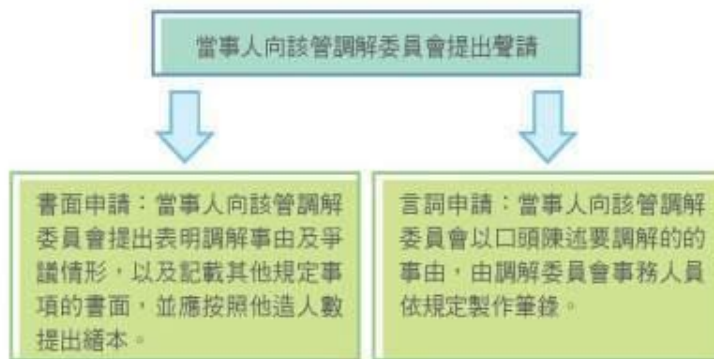 當事人向該管調解委員會提出聲請
書面申請：當事人向該管調解
委員會提出表明調解事由及爭
議情形，以及記載其他規定事
項的書面，並應按照他造人數
提出繕本。
言詞申請：當事人向該管調解
委員會以口頭陳述要調解的的
事由，由調解委員會事務人員
依規定製作筆錄。